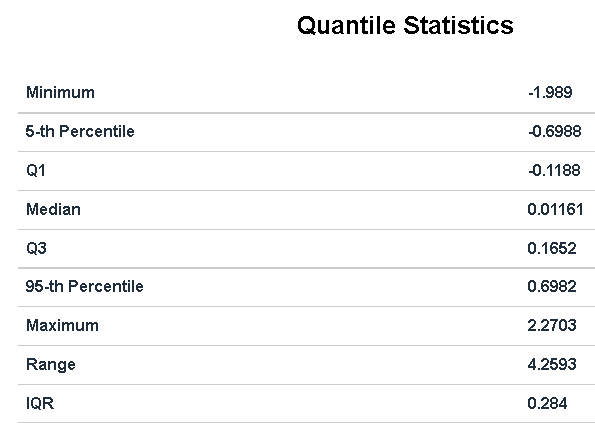 Quantile Statistics
Minimum -1.989
5-th Percentile -0.6988
Q1 -0.1188
Median 0.01161
Q3 0.1652
95-th Percentile 0.6982
Maximum 2.2703
Range 4.2593
IQR 0.284